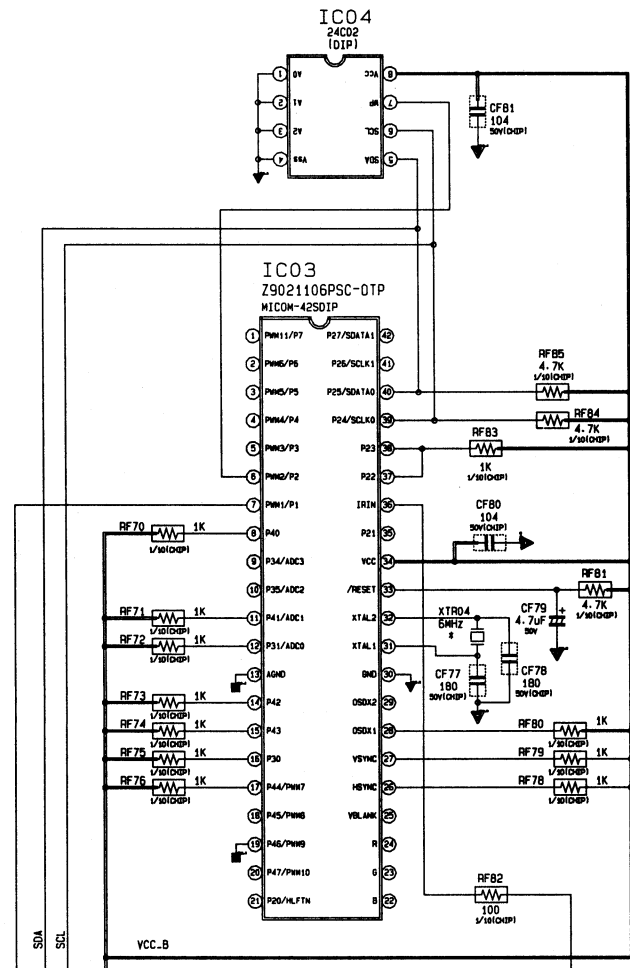 IC04
24C02
(DIP)
1 A0 Vcc 8
2 A1 WP 7
3 A2 SCL 6
4 Vss SDA 5
CF81
104
50V(CHIP)
IC03
Z9021106PSC-OTP
MICOM-42SDIP
1 PWM11/P7 P27/SDATA1 42
2 PWM6/P6 P26/SCLK1 41
3 PWM5/P5 P25/SDATA0 40
4 PWM4/P4 P24/SCLK0 39
5 PWM3/P3 P23 38
6 PWM2/P2 P22 37
7 PWM1/P1 IRIN 36
8 P40 P21 35
9 P34/ADC3 VCC 34
10 P35/ADC2 /RESET 33
11 P41/ADC1 XTAL2 32
12 P31/ADC0 XTAL1 31
13 AGND GND 30
14 P42 OSDX2 29
15 P43 OSDX1 28
16 P30 VSYNC 27
17 P44/PWM7 HSYNC 26
18 P45/PWM8 VBLANK 25
19 P46/PWM9 R 24
20 P47/PWM10 G 23
21 P20/HLFTN B 22
RF85
4.7K
1/10(CHIP)
RF84
4.7K
1/10(CHIP)
RF83
1K
1/10(CHIP)
CF80
104
50V(CHIP)
RF81
4.7K
1/10(CHIP)
XTR04
6MHz
*
CF79
4.7uF
50V
CF77
180
50V(CHIP)
CF78
180
50V(CHIP)
RF70 1K
1/10(CHIP)
RF71 1K
1/10(CHIP)
RF72 1K
1/10(CHIP)
RF73 1K
1/10(CHIP)
RF74 1K
1/10(CHIP)
RF75 1K
1/10(CHIP)
RF76 1K
1/10(CHIP)
RF80 1K
1/10(CHIP)
RF79 1K
1/10(CHIP)
RF78 1K
1/10(CHIP)
RF82
100
1/10(CHIP)
SDA
SCL
VCC_B